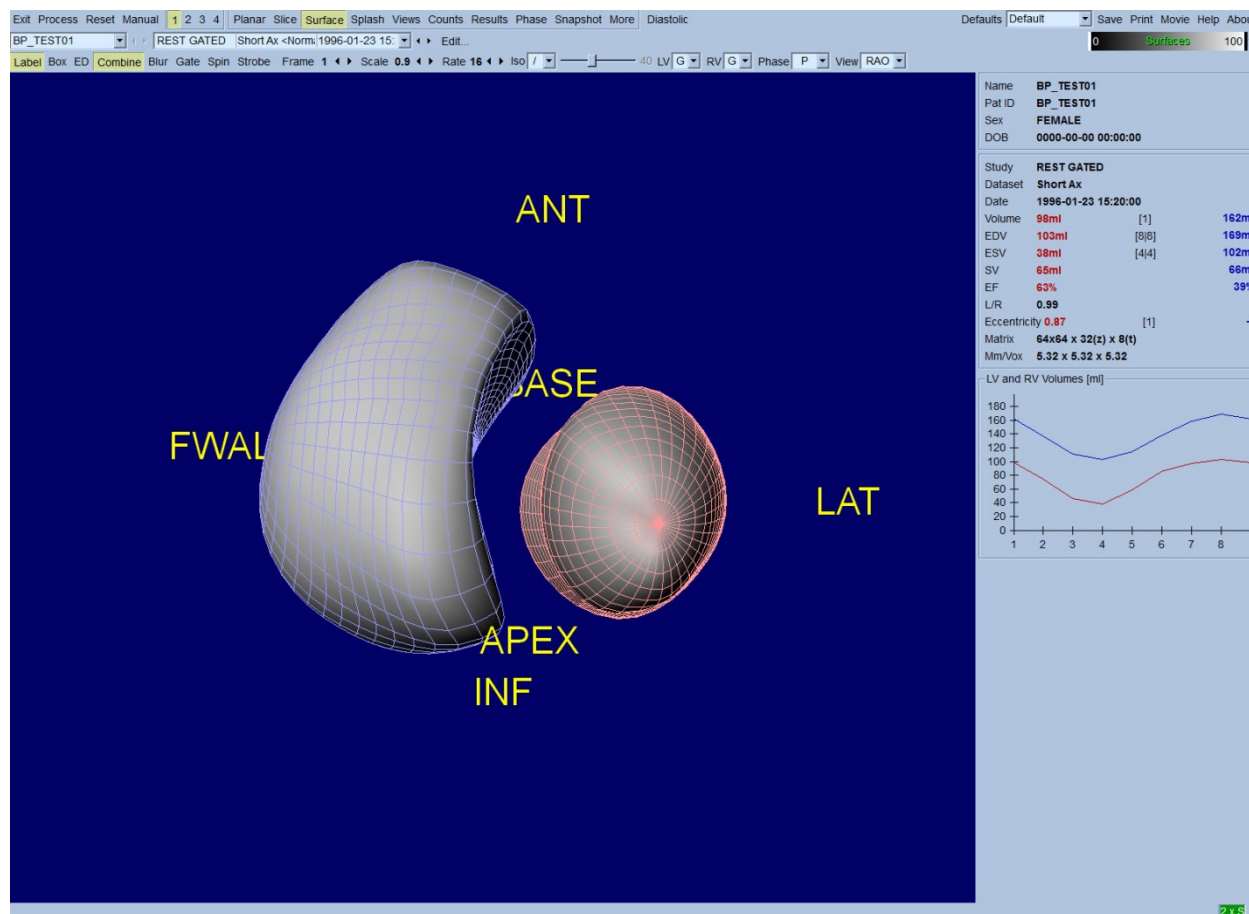 Exit Process Reset Manual 1 2 3 4 Planar Slice Surface Splash Views Counts Results Phase Snapshot More Diastolic Defaults Default Save Print Movie Help Abou
BP_TEST01 REST GATED Short Ax <Norm: 1996-01-23 15: Edit... 0 Surfaces 100
Label Box ED Combine Blur Gate Spin Strobe Frame 1 Scale 0.9 Rate 16 Iso / 40 LV G RV G Phase P View RAO
ANT
BASE
FWAL
LAT
APEX
INF
Name BP_TEST01
Pat ID BP_TEST01
Sex FEMALE
DOB 0000-00-00 00:00:00
Study REST GATED
Dataset Short Ax
Date 1996-01-23 15:20:00
Volume 98ml [1] 162m
EDV 103ml [8|8] 169m
ESV 38ml [4|4] 102m
SV 65ml 66m
EF 63% 39%
L/R 0.99
Eccentricity 0.87 [1] -
Matrix 64x64 x 32(z) x 8(t)
Mm/Vox 5.32 x 5.32 x 5.32
LV and RV Volumes [ml]
180
160
140
120
100
80
60
40
20
0
1 2 3 4 5 6 7 8
2 x S